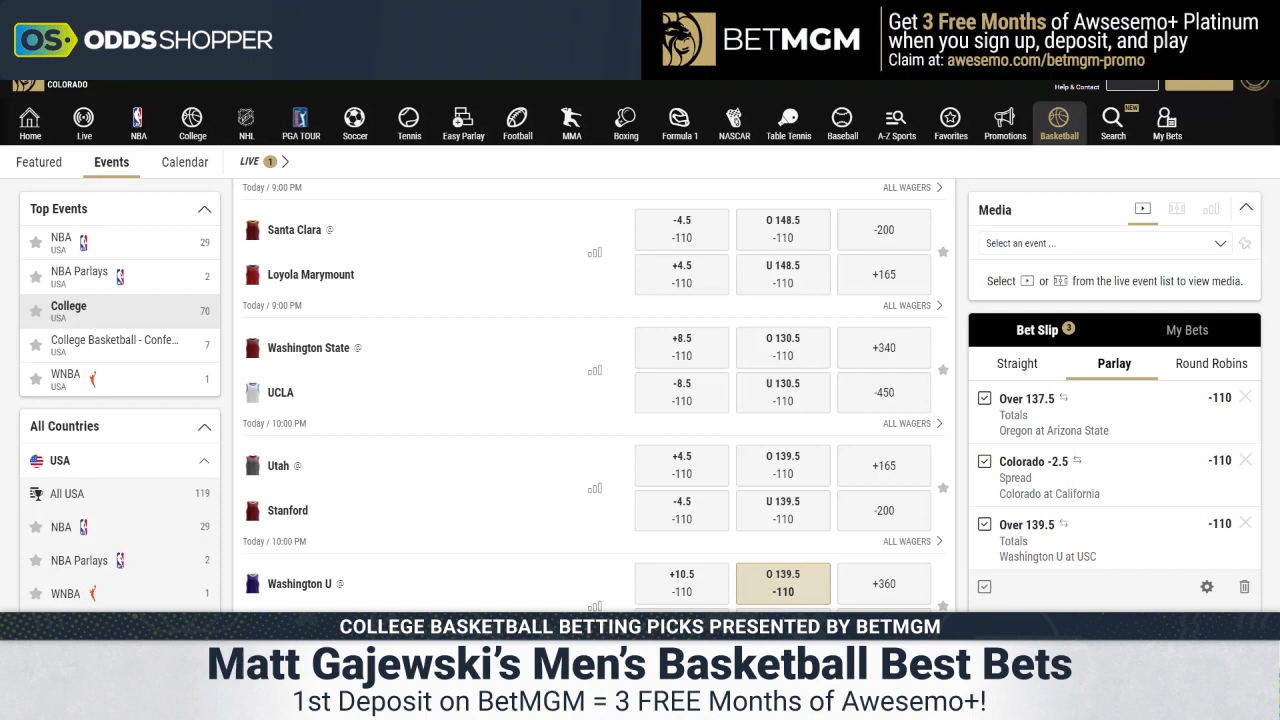 OS ODDSSHOPPER
BETMGM
Get 3 Free Months of Awsesemo+ Platinum
when you sign up, deposit, and play
Claim at: awesemo.com/betmgm-promo
COLORADO
Help & Contact
Home
Live
NBA
College
NHL
PGA TOUR
Soccer
Tennis
Easy Parlay
Football
MMA
Boxing
Formula 1
NASCAR
Table Tennis
Baseball
A-Z Sports
Favorites
Promotions
Basketball
Search
NEW
My Bets
Featured
Events
Calendar
LIVE 1
Top Events
NBA
USA
29
NBA Parlays
USA
2
College
USA
70
College Basketball - Confe...
USA
7
WNBA
USA
1
All Countries
USA
All USA
119
NBA
29
NBA Parlays
2
WNBA
1
Today / 9:00 PM
ALL WAGERS
Santa Clara @
-4.5
-110
O 148.5
-110
-200
Loyola Marymount
+4.5
-110
U 148.5
-110
+165
Today / 9:00 PM
ALL WAGERS
Washington State @
+8.5
-110
O 130.5
-110
+340
UCLA
-8.5
-110
U 130.5
-110
-450
Today / 10:00 PM
ALL WAGERS
Utah @
+4.5
-110
O 139.5
-110
+165
Stanford
-4.5
-110
U 139.5
-110
-200
Today / 10:00 PM
ALL WAGERS
Washington U @
+10.5
-110
O 139.5
-110
+360
Media
Select an event ...
Select or from the live event list to view media.
Bet Slip 3
My Bets
Straight
Parlay
Round Robins
Over 137.5
-110
Totals
Oregon at Arizona State
Colorado -2.5
-110
Spread
Colorado at California
Over 139.5
-110
Totals
Washington U at USC
COLLEGE BASKETBALL BETTING PICKS PRESENTED BY BETMGM
Matt Gajewski's Men's Basketball Best Bets
1st Deposit on BetMGM = 3 FREE Months of Awesemo+!